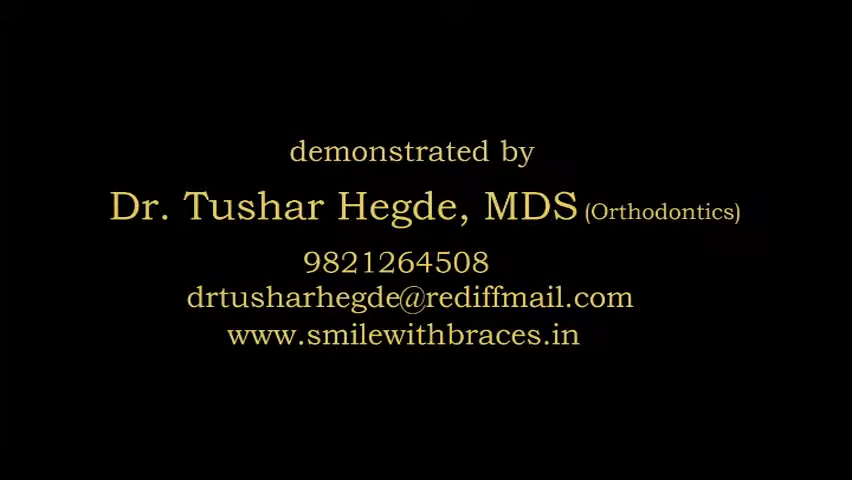 demonstrated by
Dr. Tushar Hegde, MDS (Orthodontics)
9821264508
drtusharhegde@rediffmail.com
www.smilewithbraces.in